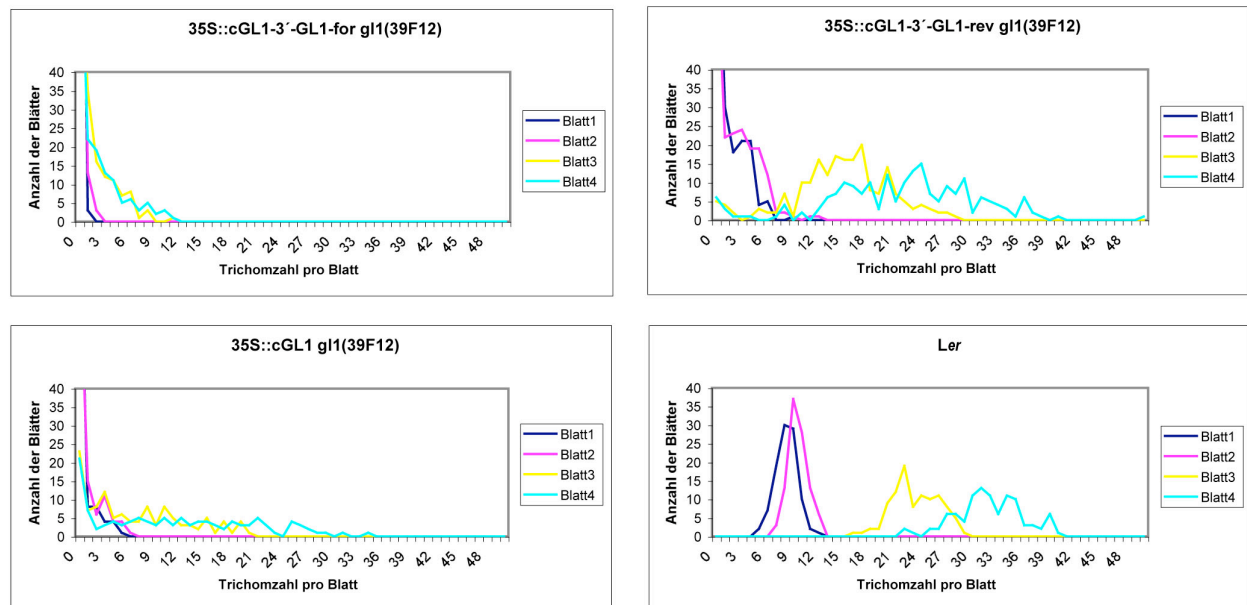 35S::cGL1-3´-GL1-for gl1(39F12)
Anzahl der Blätter
40
35
30
25
20
15
10
5
0
0 3 6 9 12 15 18 21 24 27 30 33 36 39 42 45 48
Trichomzahl pro Blatt
Blatt1
Blatt2
Blatt3
Blatt4
35S::cGL1-3´-GL1-rev gl1(39F12)
Anzahl der Blätter
40
35
30
25
20
15
10
5
0
0 3 6 9 12 15 18 21 24 27 30 33 36 39 42 45 48
Trichomzahl pro Blatt
Blatt1
Blatt2
Blatt3
Blatt4
35S::cGL1 gl1(39F12)
Anzahl der Blätter
40
35
30
25
20
15
10
5
0
0 3 6 9 12 15 18 21 24 27 30 33 36 39 42 45 48
Trichomzahl pro Blatt
Blatt1
Blatt2
Blatt3
Blatt4
Ler
Anzahl der Blätter
40
35
30
25
20
15
10
5
0
0 3 6 9 12 15 18 21 24 27 30 33 36 39 42 45 48
Trichomzahl pro Blatt
Blatt1
Blatt2
Blatt3
Blatt4